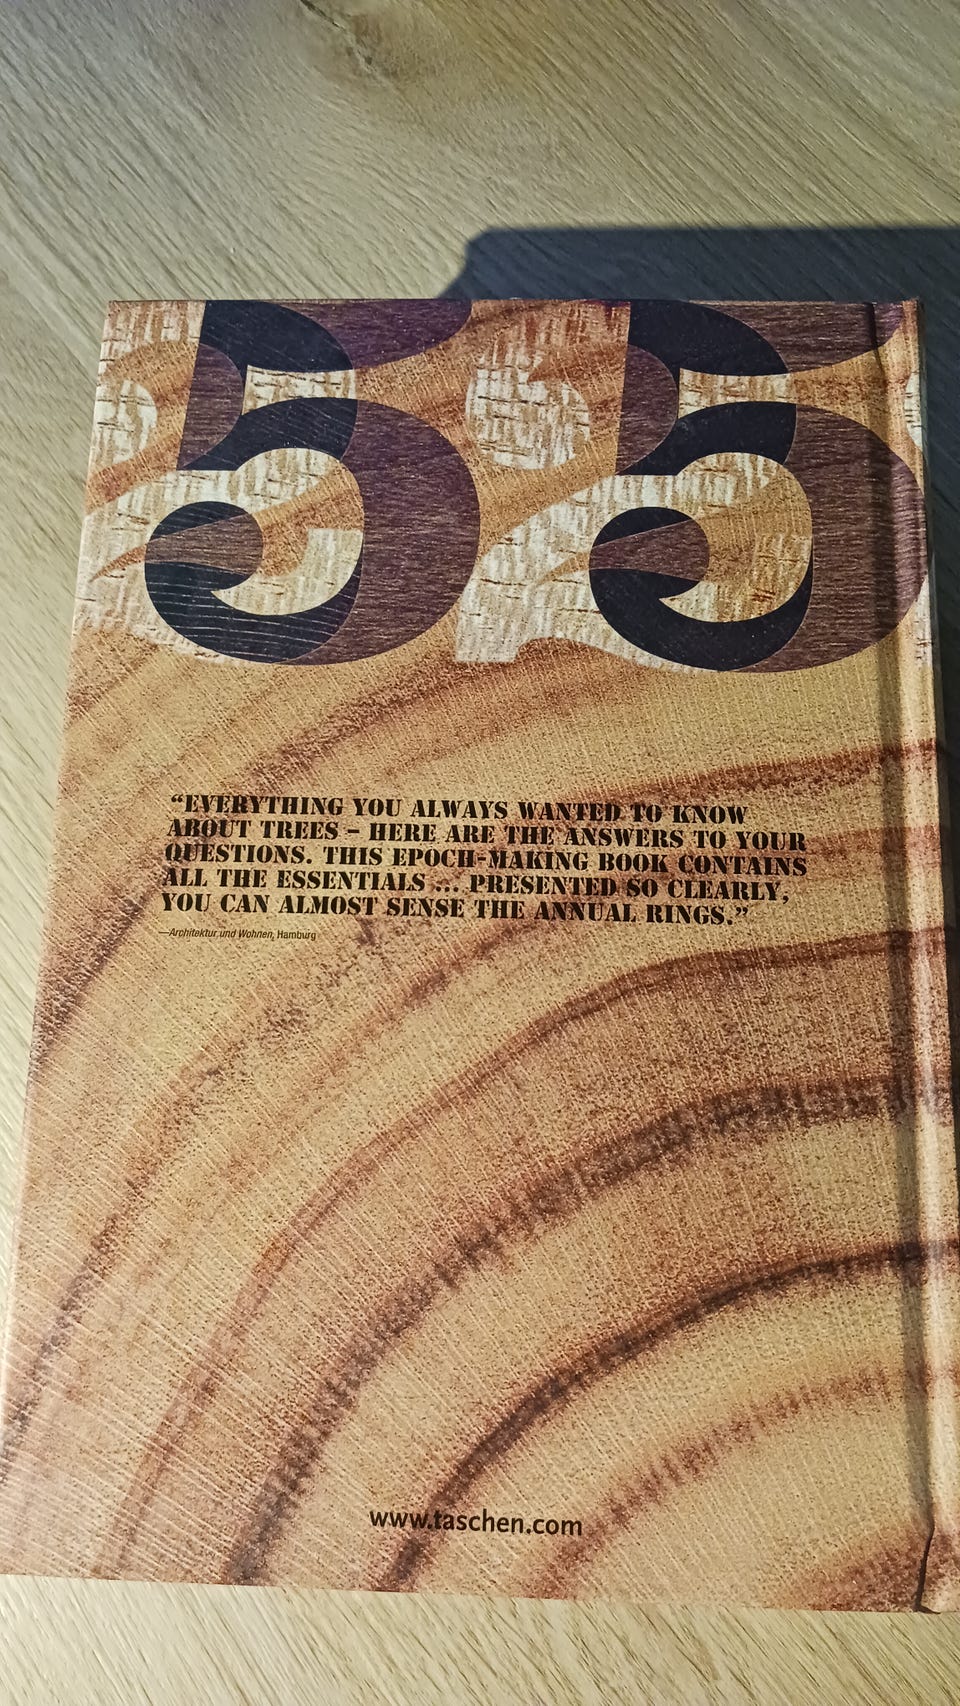 55
“EVERYTHING YOU ALWAYS WANTED TO KNOW
ABOUT TREES – HERE ARE THE ANSWERS TO YOUR
QUESTIONS. THIS EPOCH-MAKING BOOK CONTAINS
ALL THE ESSENTIALS ... PRESENTED SO CLEARLY,
YOU CAN ALMOST SENSE THE ANNUAL RINGS.”
—Architektur und Wohnen, Hamburg
www.taschen.com